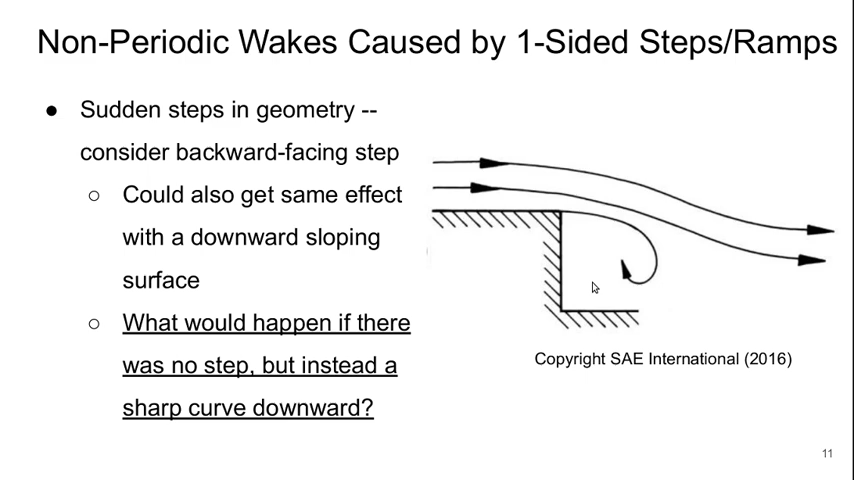 Non-Periodic Wakes Caused by 1-Sided Steps/Ramps
● Sudden steps in geometry --
consider backward-facing step
○ Could also get same effect
with a downward sloping
surface
○ What would happen if there
was no step, but instead a
sharp curve downward?
Copyright SAE International (2016)
11